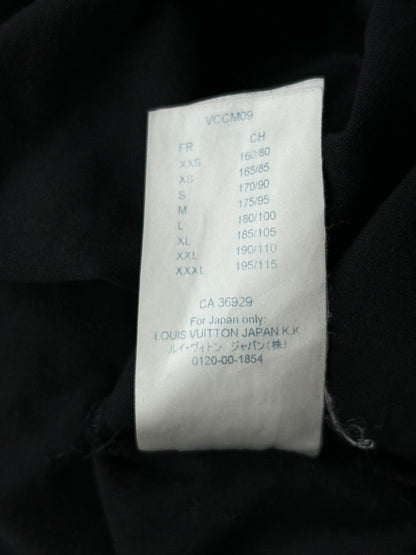 VCCM09
FR CH
XXS 160/80
XS 165/85
S 170/90
M 175/95
L 180/100
XL 185/105
XXL 190/110
XXXL 195/115
CA 36929
For Japan only:
LOUIS VUITTON JAPAN K.K
ルイ・ヴィトン ジャパン(株)
0120-00-1854